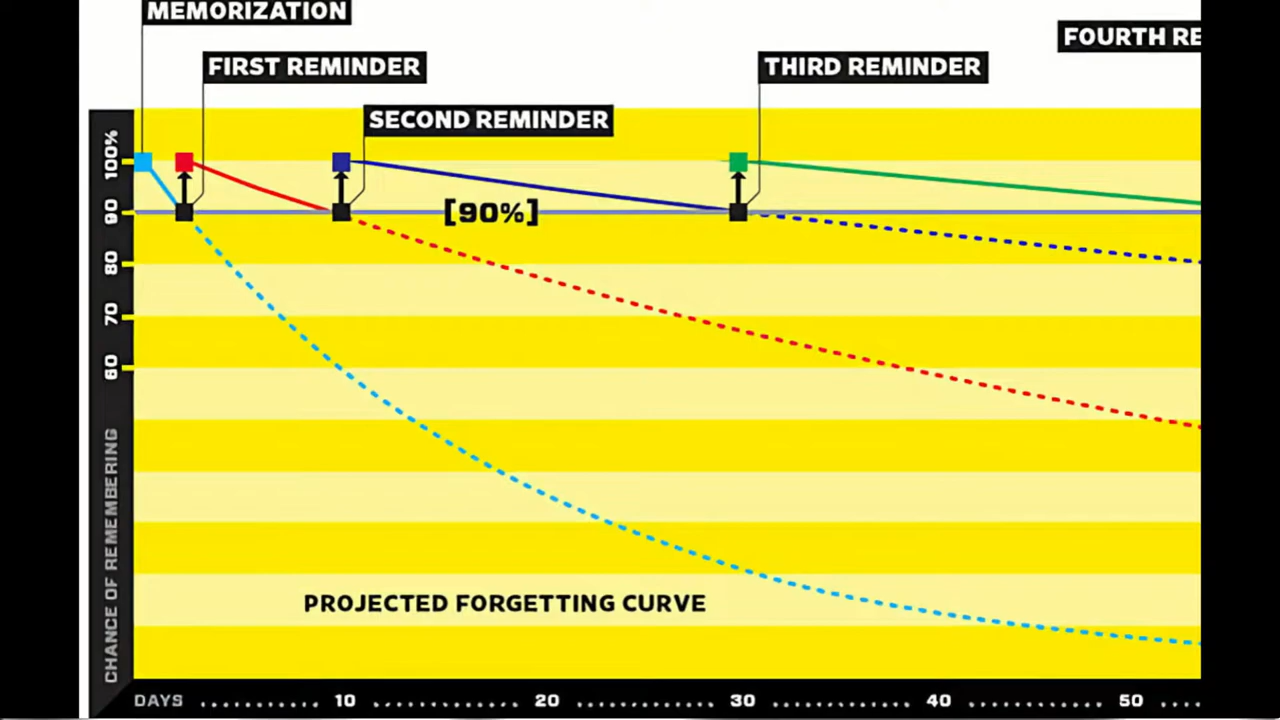 MEMORIZATION
FOURTH RE
FIRST REMINDER
THIRD REMINDER
SECOND REMINDER
100%
90
80
70
60
[90%]
CHANCE OF REMEMBERING
PROJECTED FORGETTING CURVE
DAYS 10 20 30 40 50